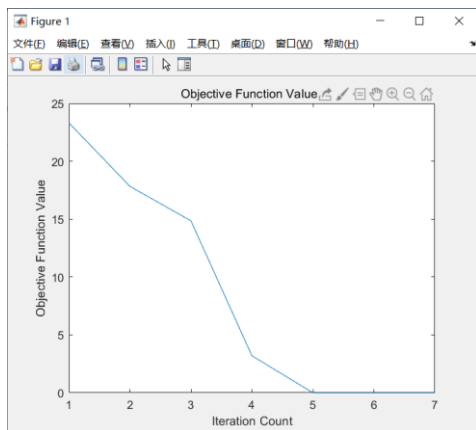 Figure 1
文件(F) 编辑(E) 查看(V) 插入(I) 工具(T) 桌面(D) 窗口(W) 帮助(H)
Objective Function Value
25
20
15
10
5
0
Objective Function Value
1 2 3 4 5 6 7
Iteration Count